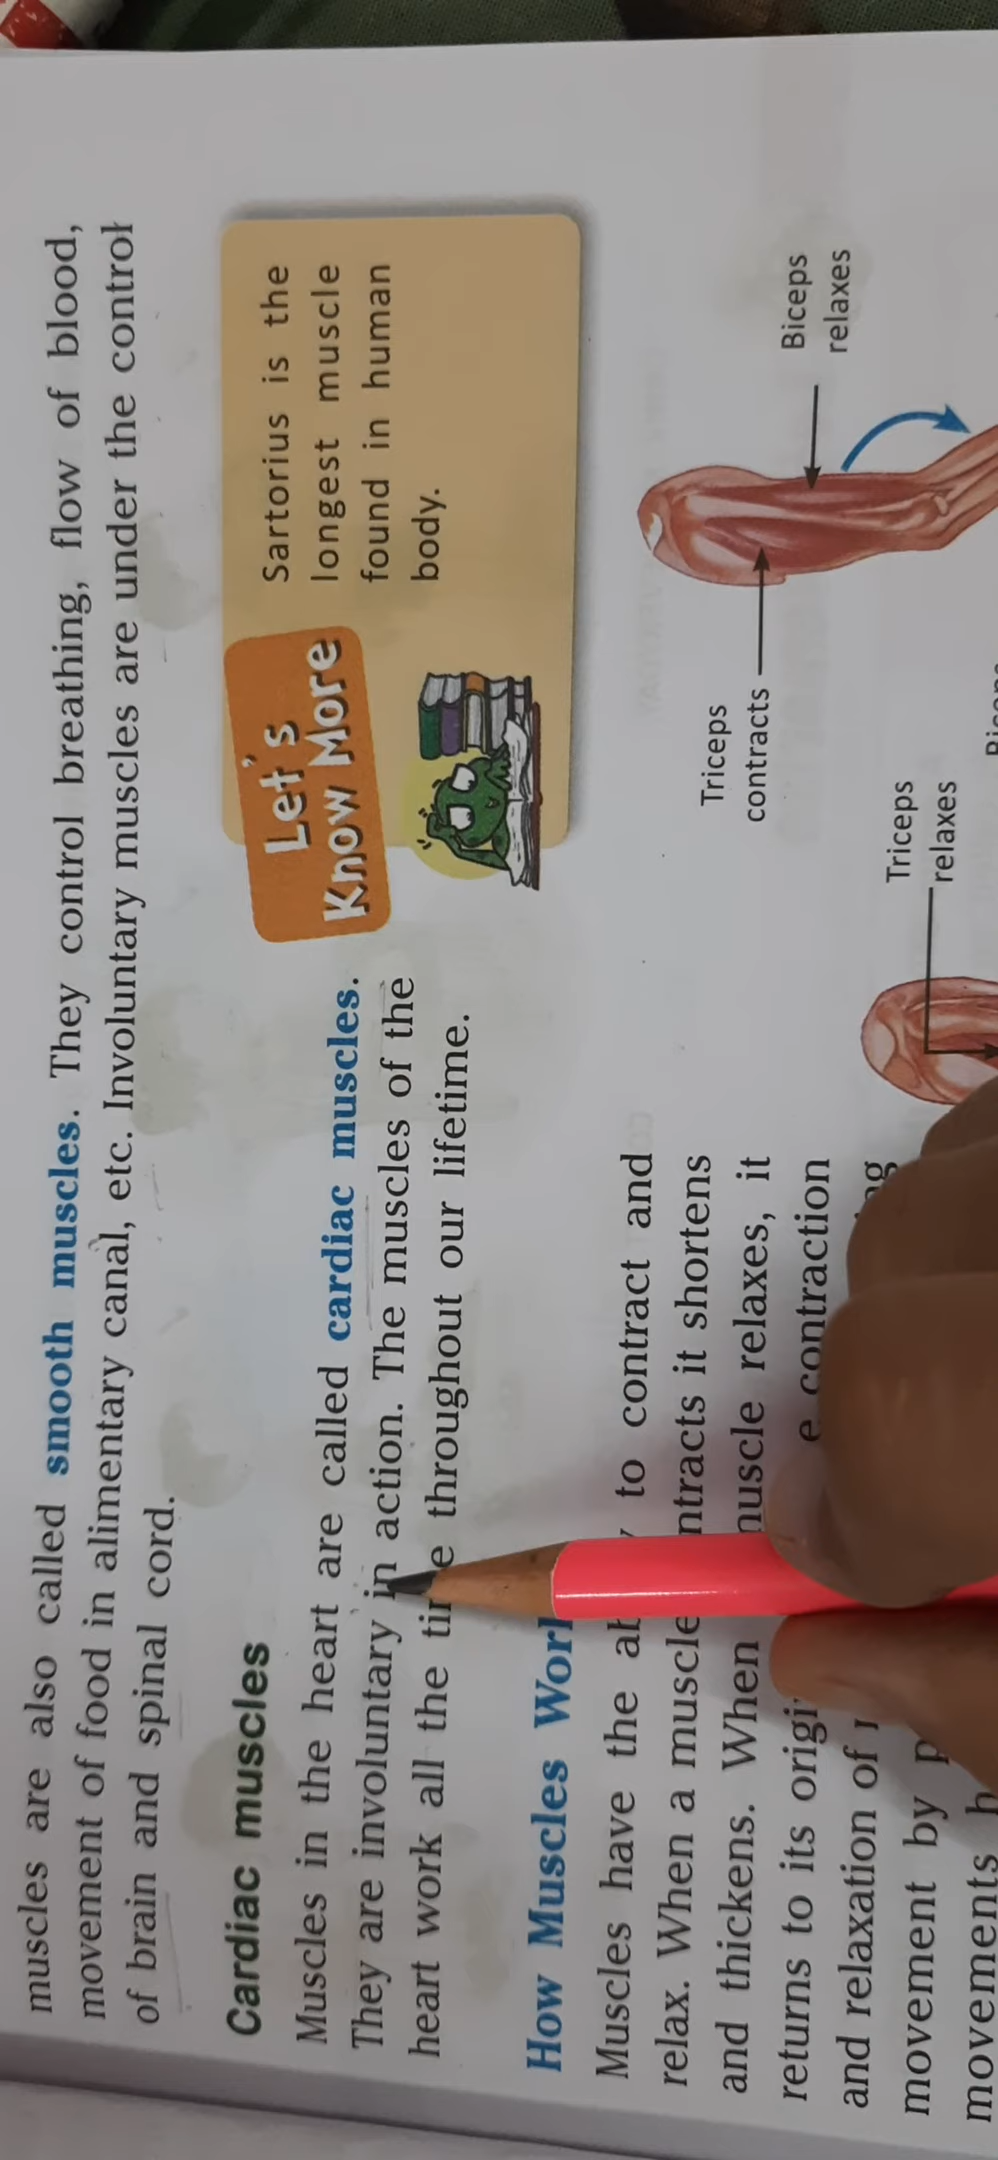 muscles are also called smooth muscles. They control breathing, flow of blood,
movement of food in alimentary canal, etc. Involuntary muscles are under the control
of brain and spinal cord.
Cardiac muscles
Muscles in the heart are called cardiac muscles.
They are involuntary in action. The muscles of the
heart work all the time throughout our lifetime.
Let's
Know More
Sartorius is the
longest muscle
found in human
body.
How Muscles
Muscles have the to contract and
relax. When a muscle it shortens
and thickens. When muscle relaxes, it
returns to its contraction
and relaxation of
movement by
movements
Triceps
contracts
Biceps
relaxes
Triceps
relaxes